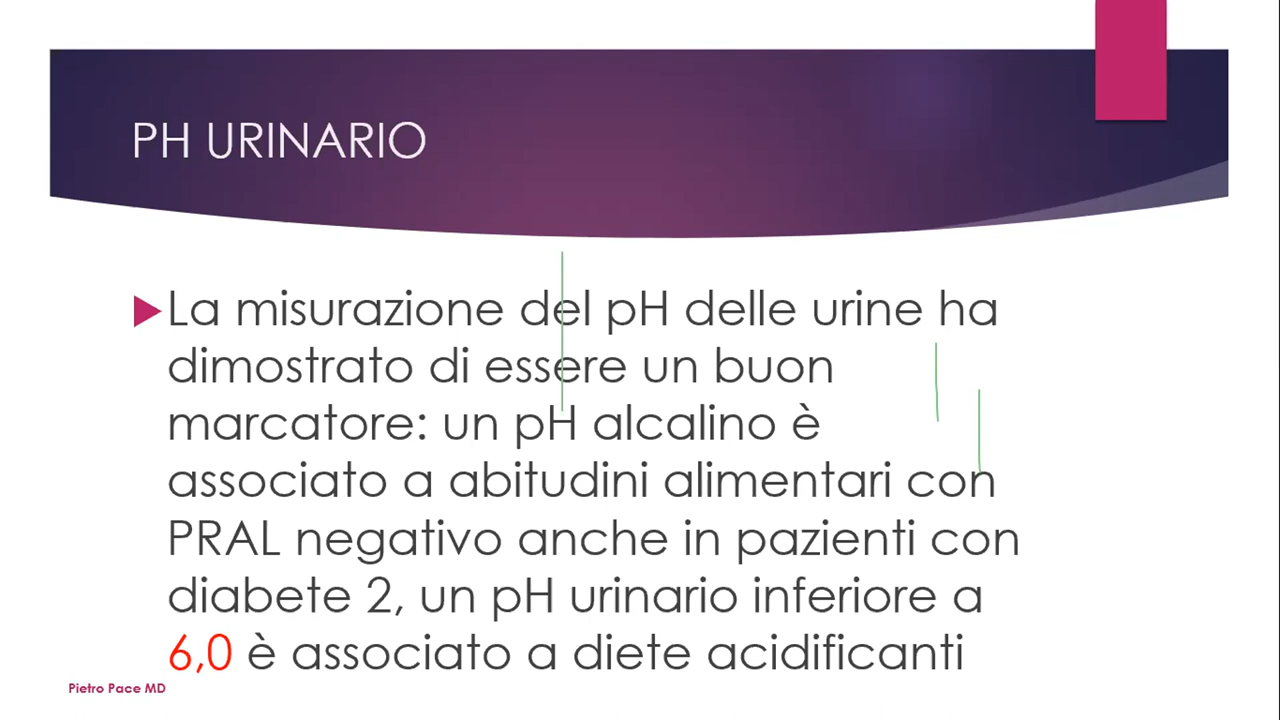 PH URINARIO
La misurazione del pH delle urine ha
dimostrato di essere un buon
marcatore: un pH alcalino è
associato a abitudini alimentari con
PRAL negativo anche in pazienti con
diabete 2, un pH urinario inferiore a
6,0 è associato a diete acidificanti
Pietro Pace MD